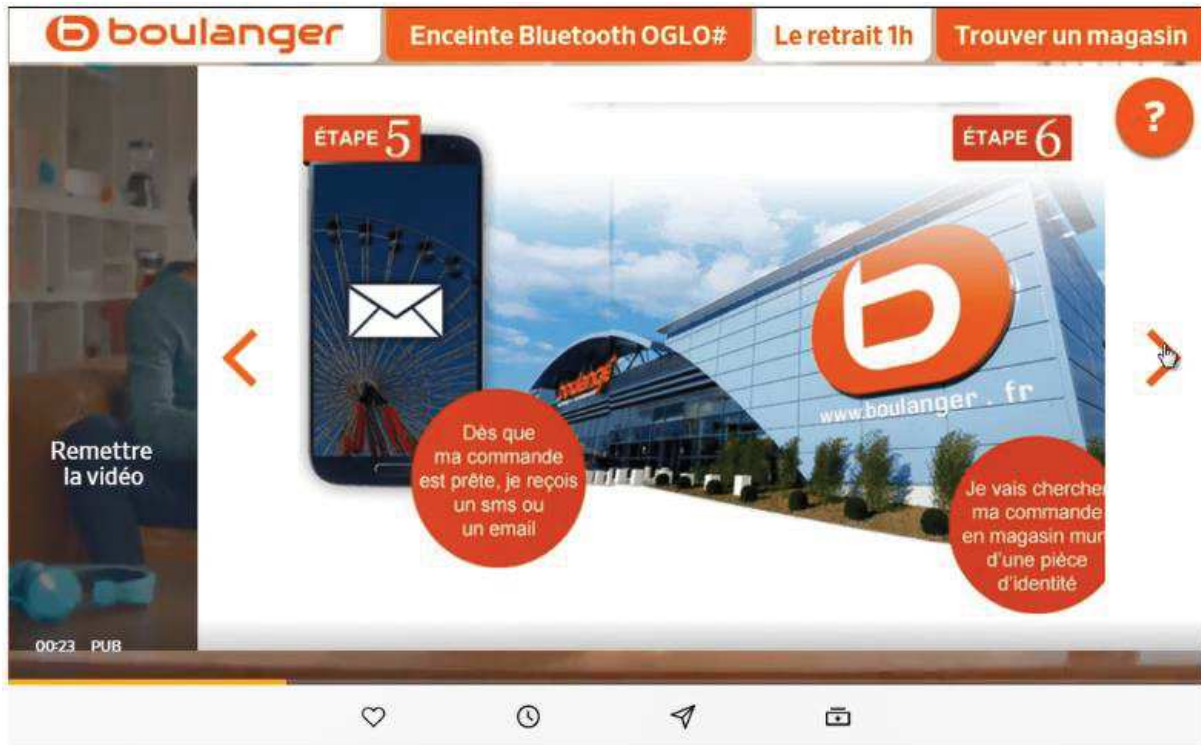 boulanger
Enceinte Bluetooth OGLO#
Le retrait 1h
Trouver un magasin
?
ÉTAPE 5
ÉTAPE 6
boulanger
b
www.boulanger.fr
Dès que
ma commande
est prête, je reçois
un sms ou
un email
Je vais chercher
ma commande
en magasin mun
d'une pièce
d'identité
Remettre
la vidéo
00:23 PUB